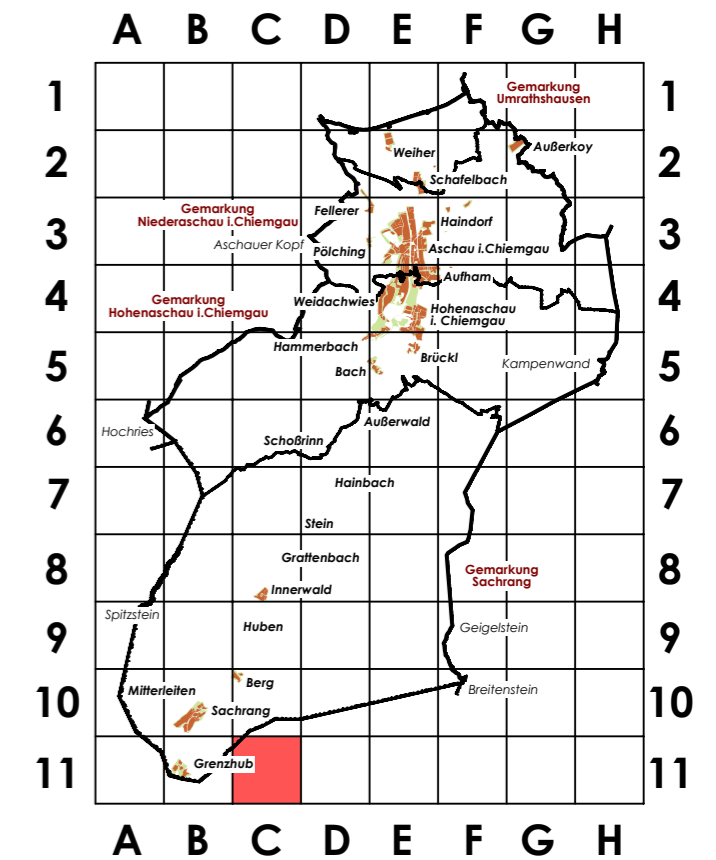 A B C D E F G H
1 1
Gemarkung
Umrathshausen
2 2
Außerkoy
Weiher
Schafelbach
3 3
Gemarkung
Niederaschau i.Chiemgau
Fellerer
Haindorf
Aschauer Kopf
Pölching
Aschau i.Chiemgau
4 4
Aufham
Gemarkung
Hohenaschau i.Chiemgau
Weidachwies
Hohenaschau
i. Chiemgau
5 5
Hammerbach
Brückl
Bach
Kampenwand
6 6
Außerwald
Hochries
Schoßrinn
7 7
Hainbach
Stein
8 8
Grattenbach
Gemarkung
Sachrang
Innerwald
9 9
Spitzstein
Huben
Geigelstein
10 10
Berg
Mitterleiten
Breitenstein
Sachrang
11 11
Grenzhub
A B C D E F G H